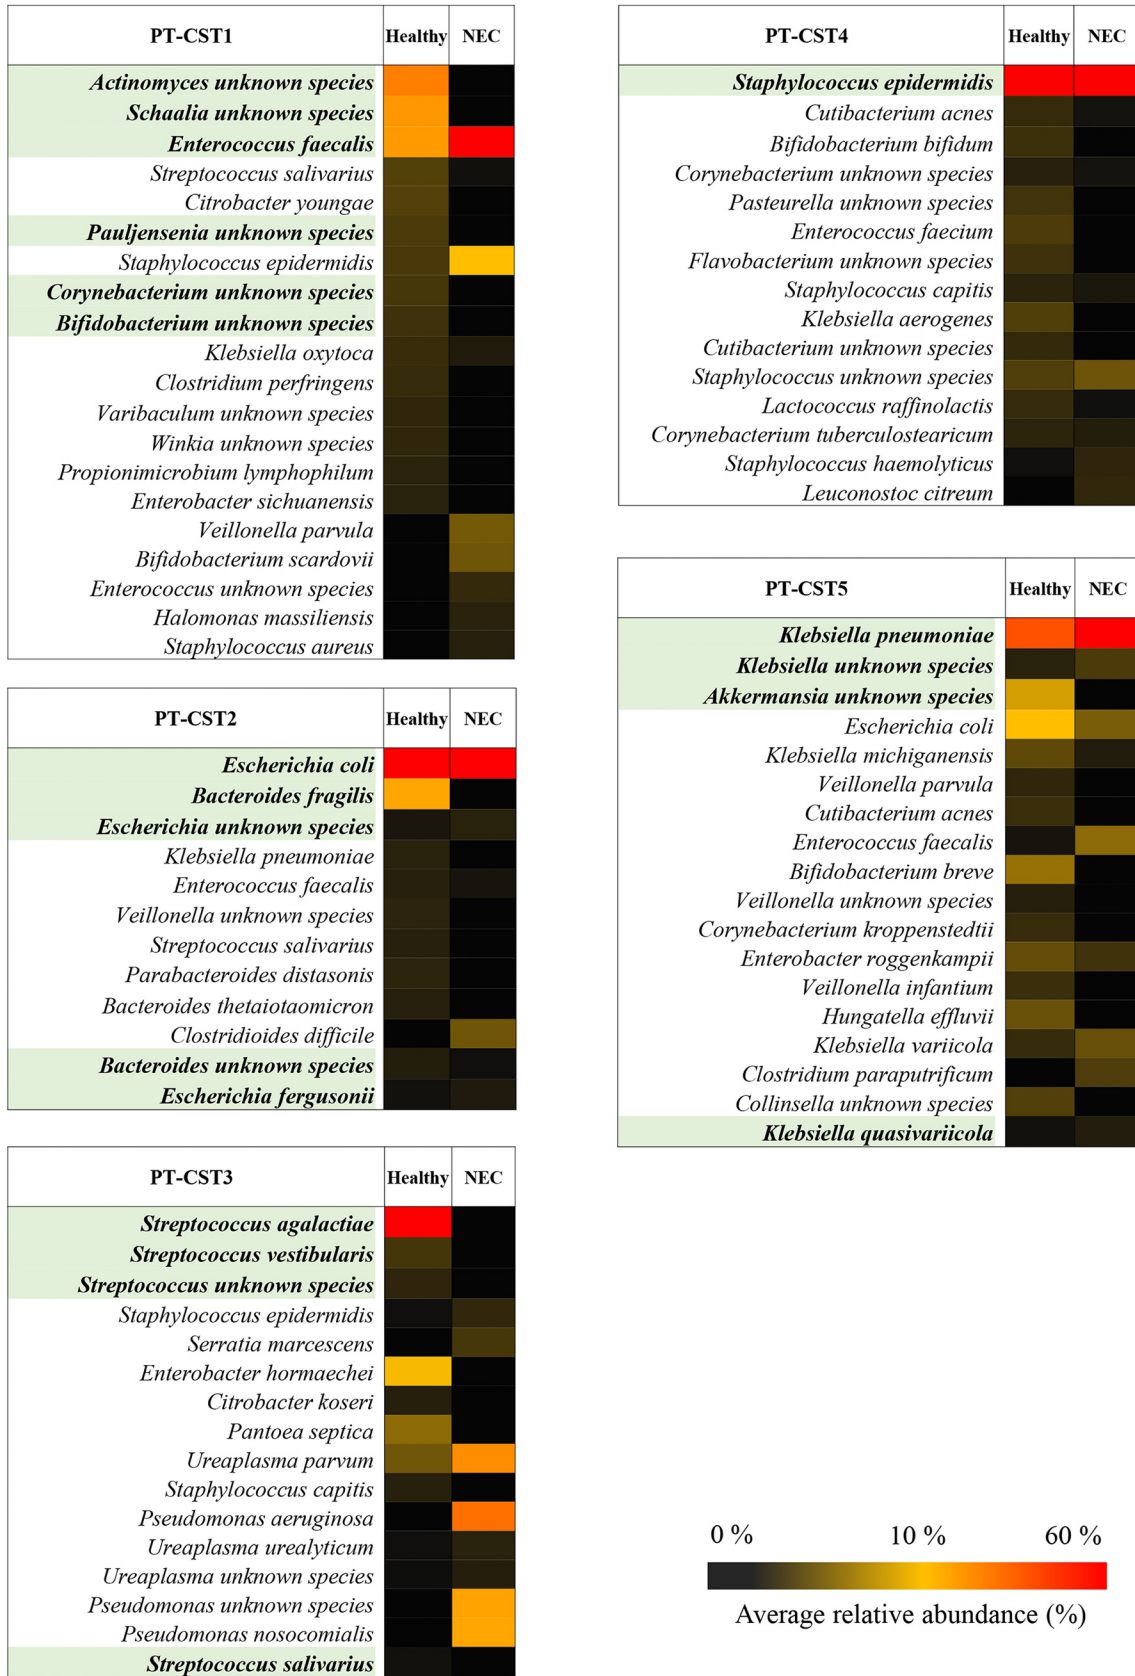 PT-CST1 Healthy NEC
Actinomyces unknown species
Schaalia unknown species
Enterococcus faecalis
Streptococcus salivarius
Citrobacter youngae
Pauljensenia unknown species
Staphylococcus epidermidis
Corynebacterium unknown species
Bifidobacterium unknown species
Klebsiella oxytoca
Clostridium perfringens
Varibaculum unknown species
Winkia unknown species
Propionimicrobium lymphophilum
Enterobacter sichuanensis
Veillonella parvula
Bifidobacterium scardovii
Enterococcus unknown species
Halomonas massiliensis
Staphylococcus aureus
PT-CST2 Healthy NEC
Escherichia coli
Bacteroides fragilis
Escherichia unknown species
Klebsiella pneumoniae
Enterococcus faecalis
Veillonella unknown species
Streptococcus salivarius
Parabacteroides distasonis
Bacteroides thetaiotaomicron
Clostridioides difficile
Bacteroides unknown species
Escherichia fergusonii
PT-CST3 Healthy NEC
Streptococcus agalactiae
Streptococcus vestibularis
Streptococcus unknown species
Staphylococcus epidermidis
Serratia marcescens
Enterobacter hormaechei
Citrobacter koseri
Pantoea septica
Ureaplasma parvum
Staphylococcus capitis
Pseudomonas aeruginosa
Ureaplasma urealyticum
Ureaplasma unknown species
Pseudomonas unknown species
Pseudomonas nosocomialis
Streptococcus salivarius
PT-CST4 Healthy NEC
Staphylococcus epidermidis
Cutibacterium acnes
Bifidobacterium bifidum
Corynebacterium unknown species
Pasteurella unknown species
Enterococcus faecium
Flavobacterium unknown species
Staphylococcus capitis
Klebsiella aerogenes
Cutibacterium unknown species
Staphylococcus unknown species
Lactococcus raffinolactis
Corynebacterium tuberculostearicum
Staphylococcus haemolyticus
Leuconostoc citreum
PT-CST5 Healthy NEC
Klebsiella pneumoniae
Klebsiella unknown species
Akkermansia unknown species
Escherichia coli
Klebsiella michiganensis
Veillonella parvula
Cutibacterium acnes
Enterococcus faecalis
Bifidobacterium breve
Veillonella unknown species
Corynebacterium kroppenstedtii
Enterobacter roggenkampii
Veillonella infantium
Hungatella effluvii
Klebsiella variicola
Clostridium paraputrificum
Collinsella unknown species
Klebsiella quasivariicola
0 % 10 % 60 %
Average relative abundance (%)